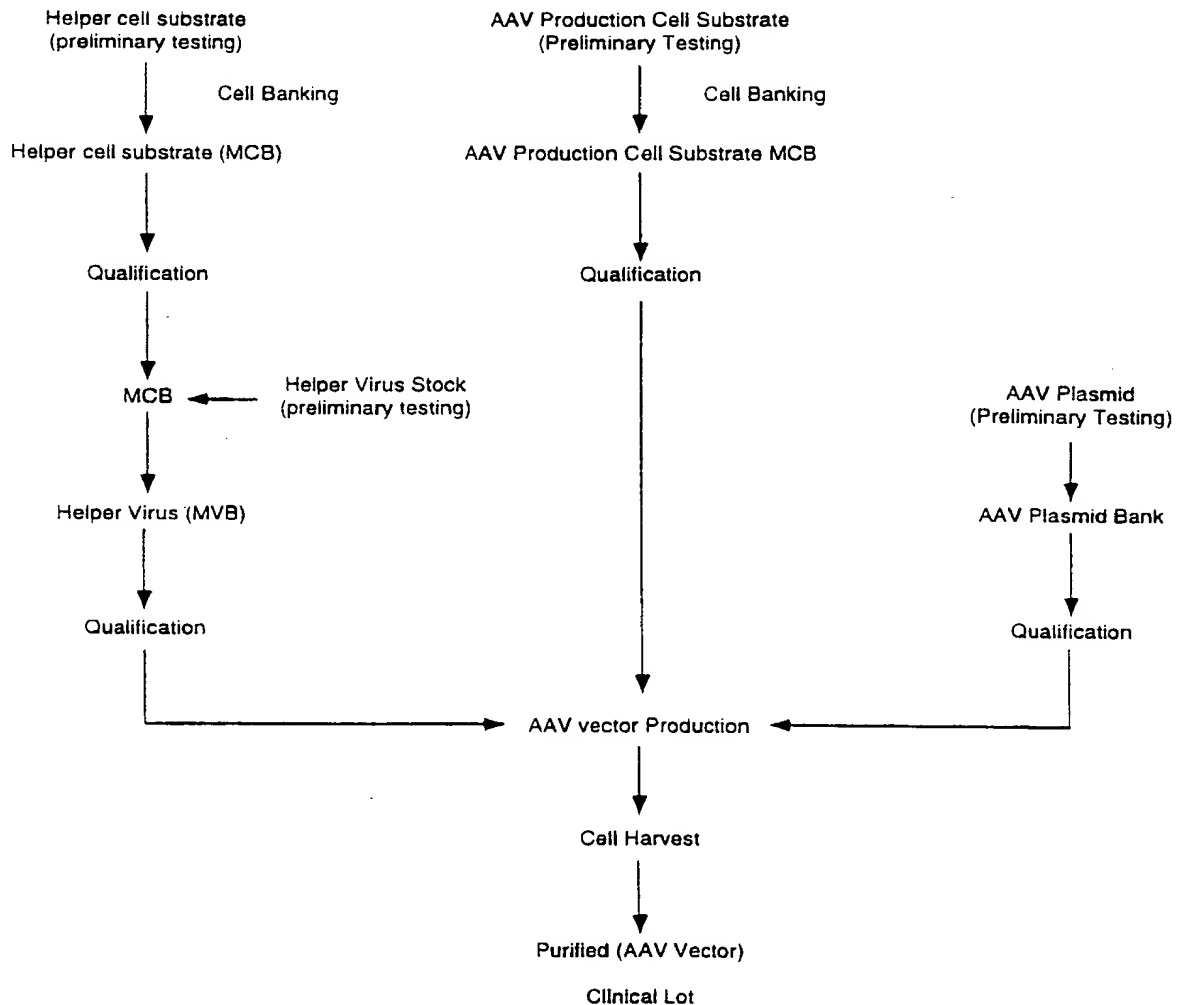 Helper cell substrate
(preliminary testing)
AAV Production Cell Substrate
(Preliminary Testing)
Cell Banking
Cell Banking
Helper cell substrate (MCB)
AAV Production Cell Substrate MCB
Qualification
Qualification
MCB
Helper Virus Stock
(preliminary testing)
AAV Plasmid
(Preliminary Testing)
Helper Virus (MVB)
AAV Plasmid Bank
Qualification
Qualification
AAV vector Production
Cell Harvest
Purified (AAV Vector)
Clinical Lot